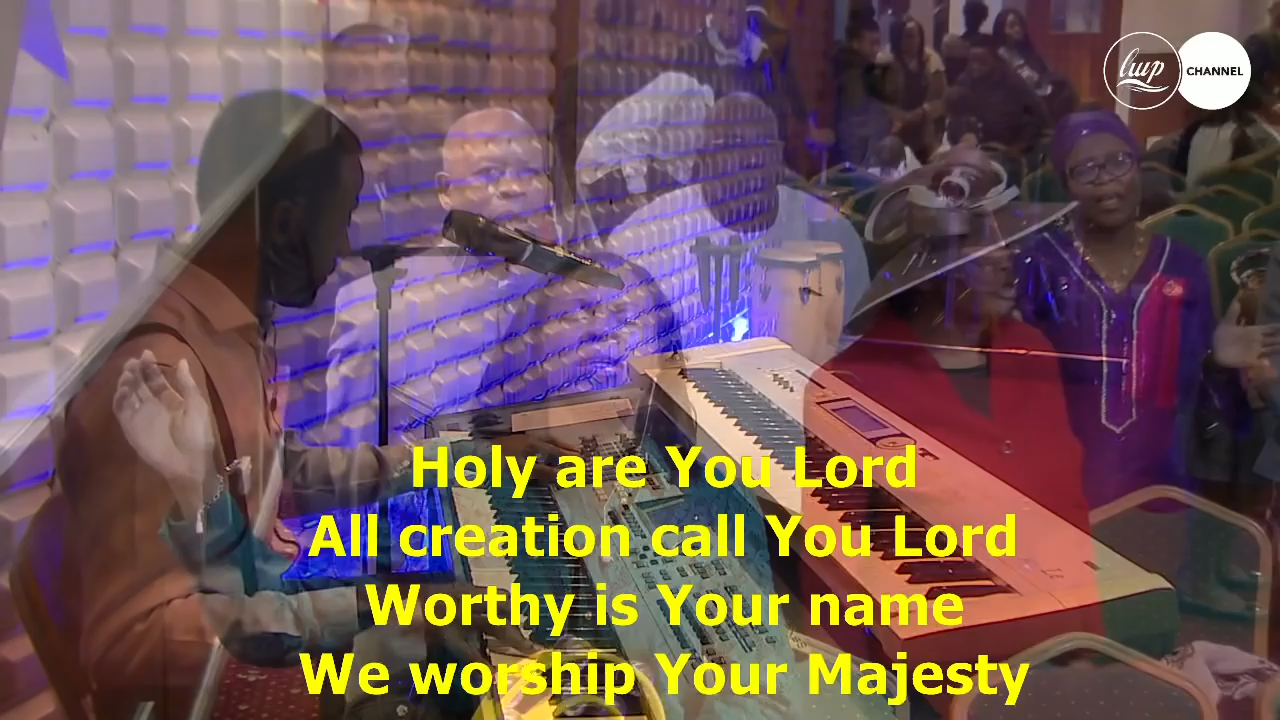 lwp CHANNEL
Holy are You Lord
All creation call You Lord
Worthy is Your name
We worship Your Majesty